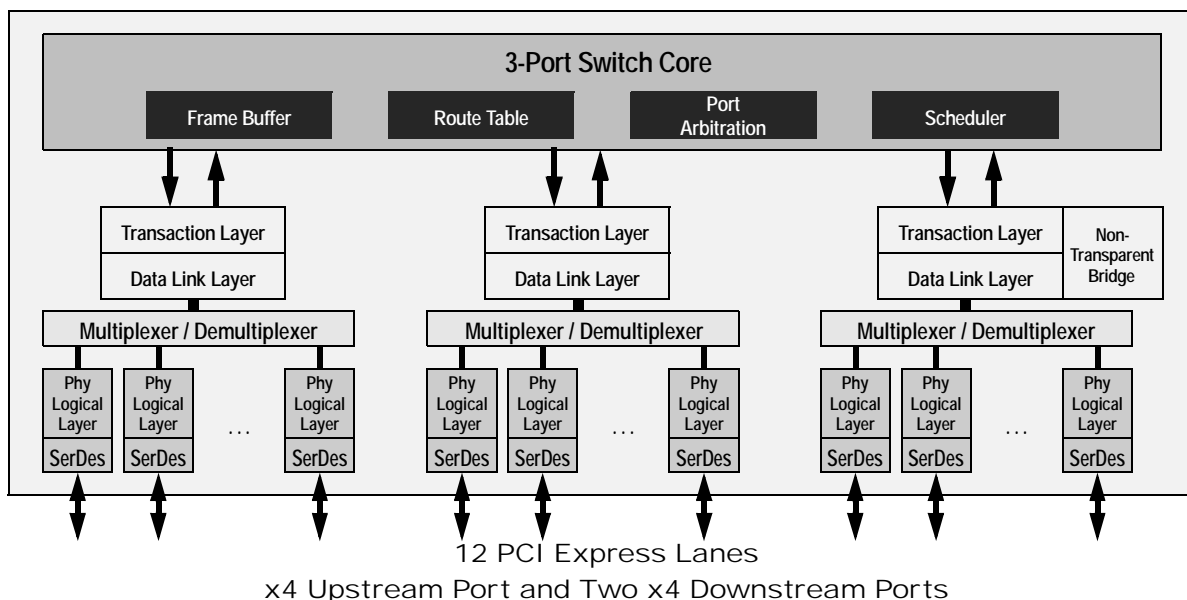 3-Port Switch Core
Frame Buffer
Route Table
Port
Arbitration
Scheduler
Transaction Layer
Data Link Layer
Transaction Layer
Data Link Layer
Transaction Layer
Data Link Layer
Non-
Transparent
Bridge
Multiplexer / Demultiplexer
Multiplexer / Demultiplexer
Multiplexer / Demultiplexer
Phy
Logical
Layer
SerDes
Phy
Logical
Layer
SerDes
...
Phy
Logical
Layer
SerDes
Phy
Logical
Layer
SerDes
Phy
Logical
Layer
SerDes
...
Phy
Logical
Layer
SerDes
Phy
Logical
Layer
SerDes
Phy
Logical
Layer
SerDes
...
Phy
Logical
Layer
SerDes
12 PCI Express Lanes
x4 Upstream Port and Two x4 Downstream Ports